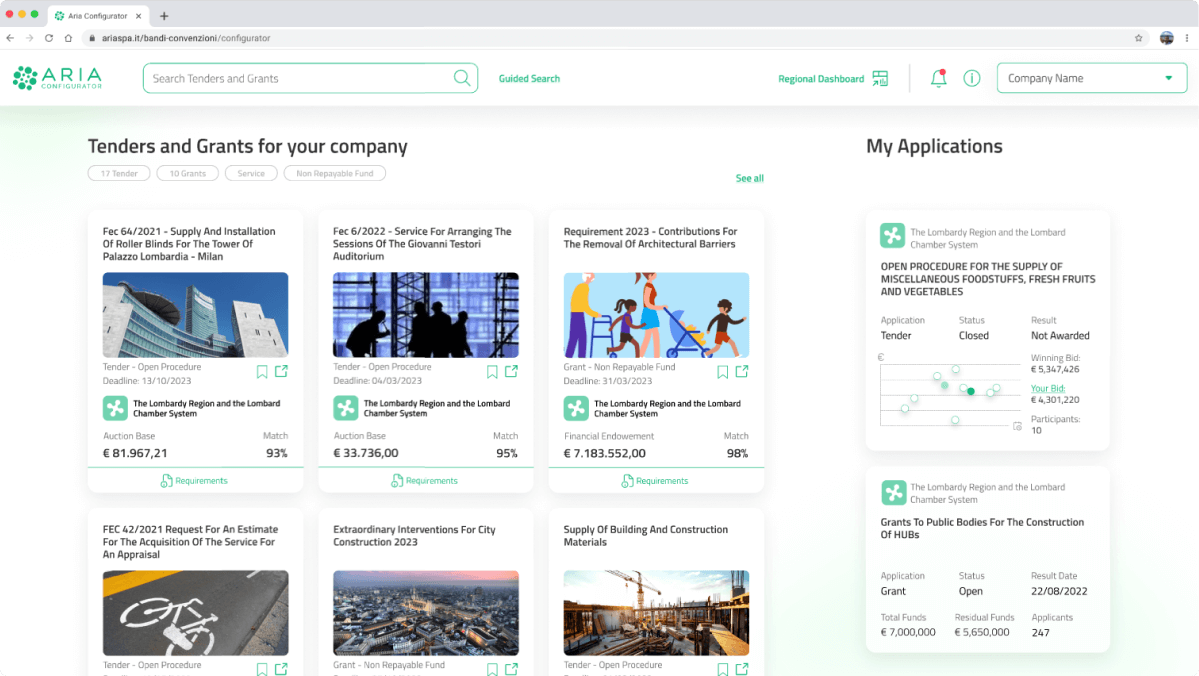 Aria Configurator
ariaspa.it/bandi-convenzioni/configurator
ARIA
CONFIGURATOR
Search Tenders and Grants
Guided Search
Regional Dashboard
Company Name
Tenders and Grants for your company
17 Tender
10 Grants
Service
Non Repayable Fund
See all
Fec 64/2021 - Supply And Installation
Of Roller Blinds For The Tower Of
Palazzo Lombardia - Milan
Tender - Open Procedure
Deadline: 13/10/2023
The Lombardy Region and the Lombard
Chamber System
Auction Base
Match
€ 81.967,21
93%
Requirements
Fec 6/2022 - Service For Arranging The
Sessions Of The Giovanni Testori
Auditorium
Tender - Open Procedure
Deadline: 04/03/2023
The Lombardy Region and the Lombard
Chamber System
Auction Base
Match
€ 33.736,00
95%
Requirements
Requirement 2023 - Contributions For
The Removal Of Architectural Barriers
Grant - Non Repayable Fund
Deadline: 31/03/2023
The Lombardy Region and the Lombard
Chamber System
Financial Endowement
Match
€ 7.183.552,00
98%
Requirements
FEC 42/2021 Request For An Estimate
For The Acquisition Of The Service For
An Appraisal
Tender - Open Procedure
Extraordinary Interventions For City
Construction 2023
Grant - Non Repayable Fund
Supply Of Building And Construction
Materials
Tender - Open Procedure
My Applications
The Lombardy Region and the Lombard
Chamber System
OPEN PROCEDURE FOR THE SUPPLY OF
MISCELLANEOUS FOODSTUFFS, FRESH FRUITS
AND VEGETABLES
Application
Status
Result
Tender
Closed
Not Awarded
€
Winning Bid:
€ 5,347,426
Your Bid:
€ 4,301,220
Participants:
10
The Lombardy Region and the Lombard
Chamber System
Grants To Public Bodies For The Construction
Of HUBs
Application
Status
Result Date
Grant
Open
22/08/2022
Total Funds
Residual Funds
Applicants
€ 7,000,000
€ 5,650,000
247